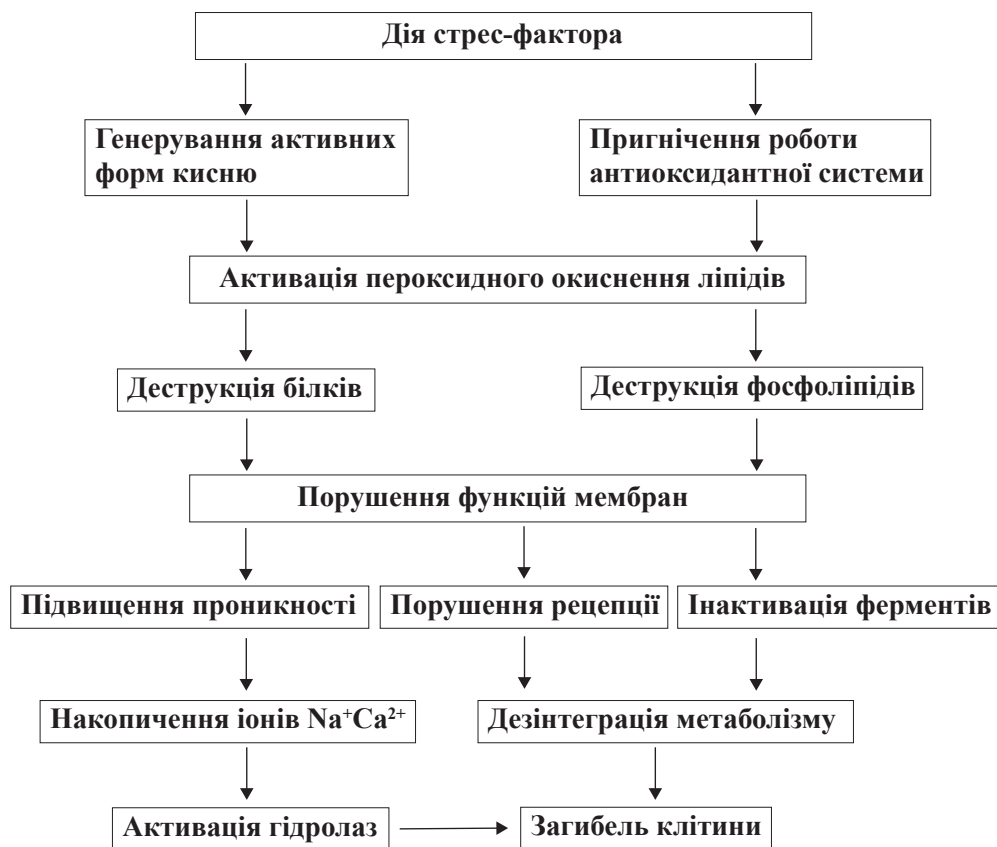 Дія стрес-фактора
Генерування активних
форм кисню
Пригнічення роботи
антиоксидантної системи
Активація пероксидного окиснення ліпідів
Деструкція білків
Деструкція фосфоліпідів
Порушення функцій мембран
Підвищення проникності
Порушення рецепції
Інактивація ферментів
Накопичення іонів Na⁺Ca²⁺
Дезінтеграція метаболізму
Активація гідролаз
Загибель клітини